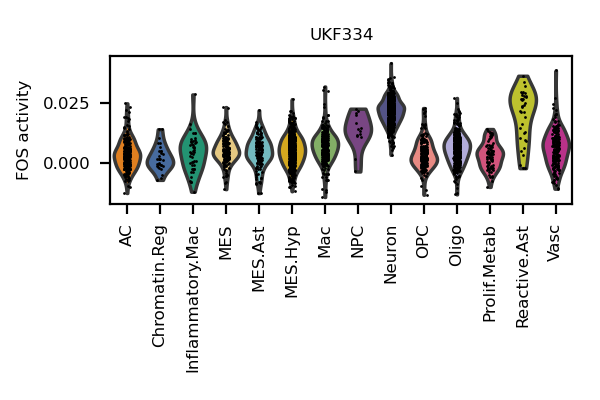 UKF334
FOS activity
0.025
0.000
AC
Chromatin.Reg
Inflammatory.Mac
MES
MES.Ast
MES.Hyp
Mac
NPC
Neuron
OPC
Oligo
Prolif.Metab
Reactive.Ast
Vasc